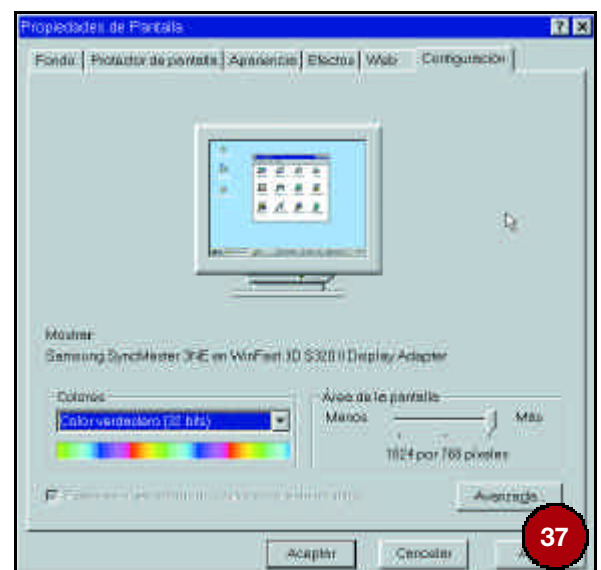 Propiedades de Pantalla
Fondo Protector de pantalla Apariencia Efectos Web Configuración
Mostrar:
Samsung SyncMaster 3NE en WinFast 3D S320 II Display Adapter
Colores
Área de la pantalla
Color verdadero (32 bits)
Menos Más
1024 por 768 píxeles
Avanzada...
Aceptar Cancelar
37